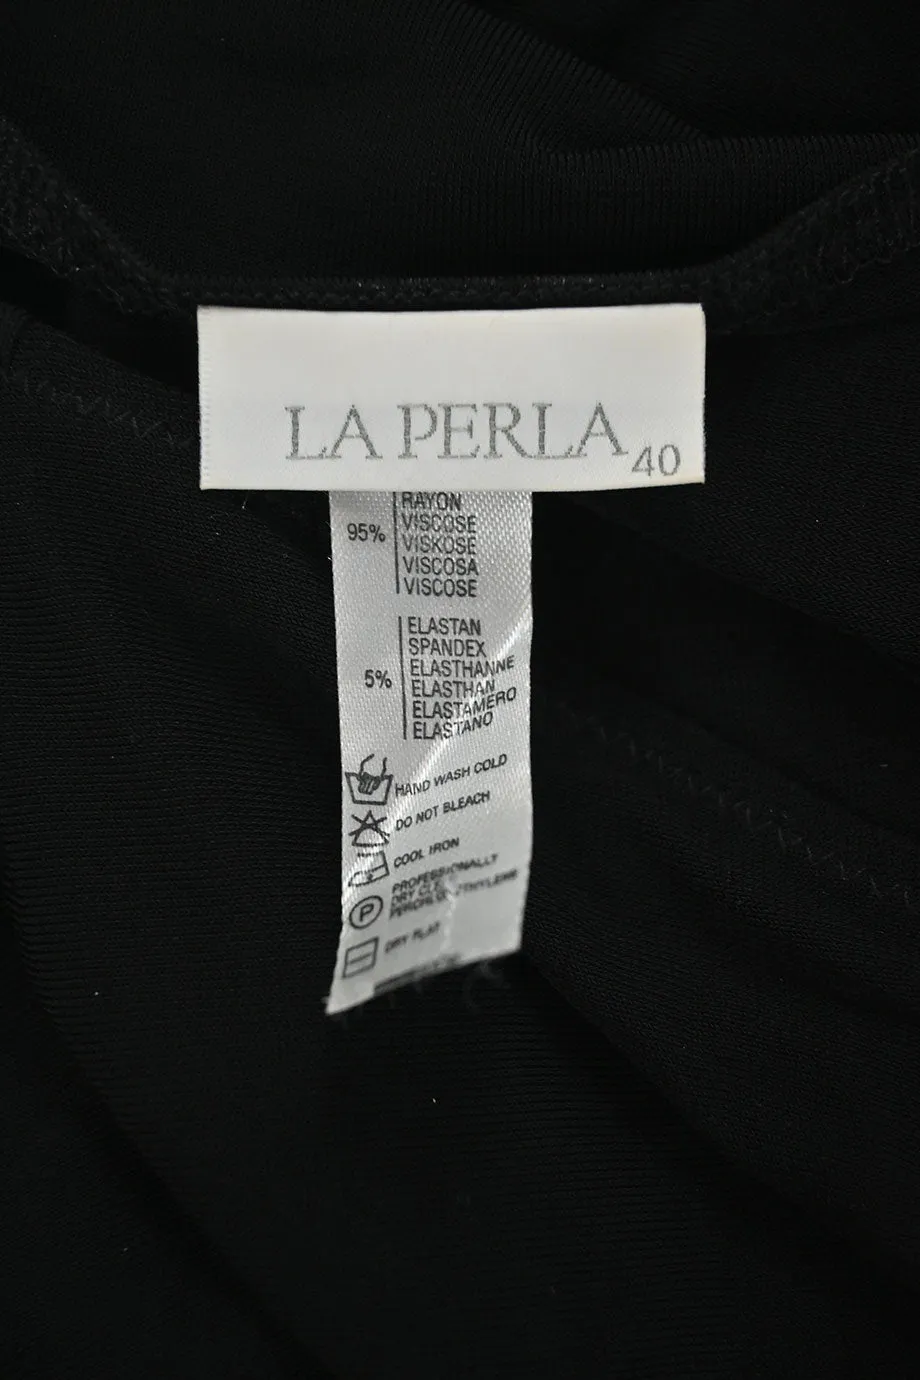 LA PERLA 40
RAYON
VISCOSE
95% VISKOSE
VISCOSA
VISCOSE
ELASTAN
SPANDEX
ELASTHANNE
5% ELASTHAN
ELASTAMERO
ELASTANO
HAND WASH COLD
DO NOT BLEACH
COOL IRON
PROFESSIONALLY
DRY
P
DRY FLAT